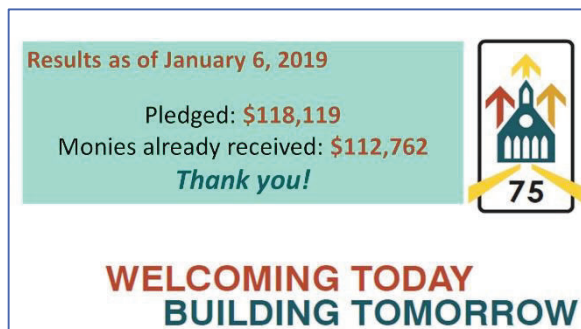 Results as of January 6, 2019
Pledged: $118,119
Monies already received: $112,762
Thank you!
75
WELCOMING TODAY
BUILDING TOMORROW